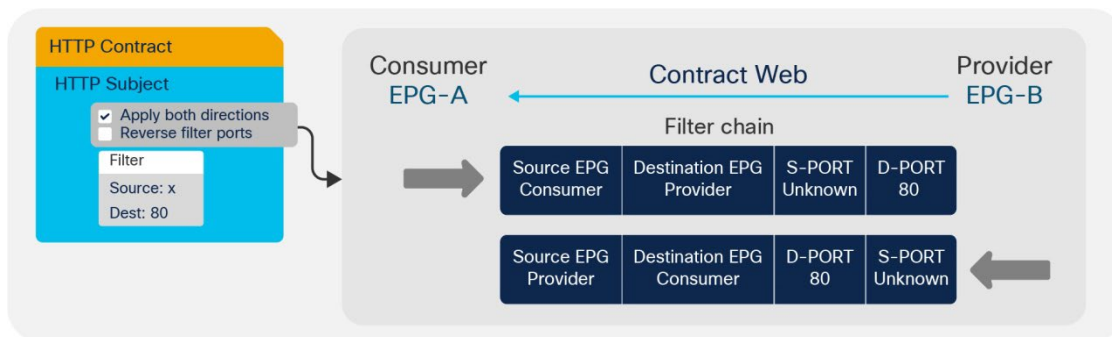 HTTP Contract
HTTP Subject
Apply both directions
Reverse filter ports
Filter
Source: x
Dest: 80
Consumer
EPG-A
Contract Web
Provider
EPG-B
Filter chain
Source EPG
Consumer
Destination EPG
Provider
S-PORT
Unknown
D-PORT
80
Source EPG
Provider
Destination EPG
Consumer
D-PORT
80
S-PORT
Unknown